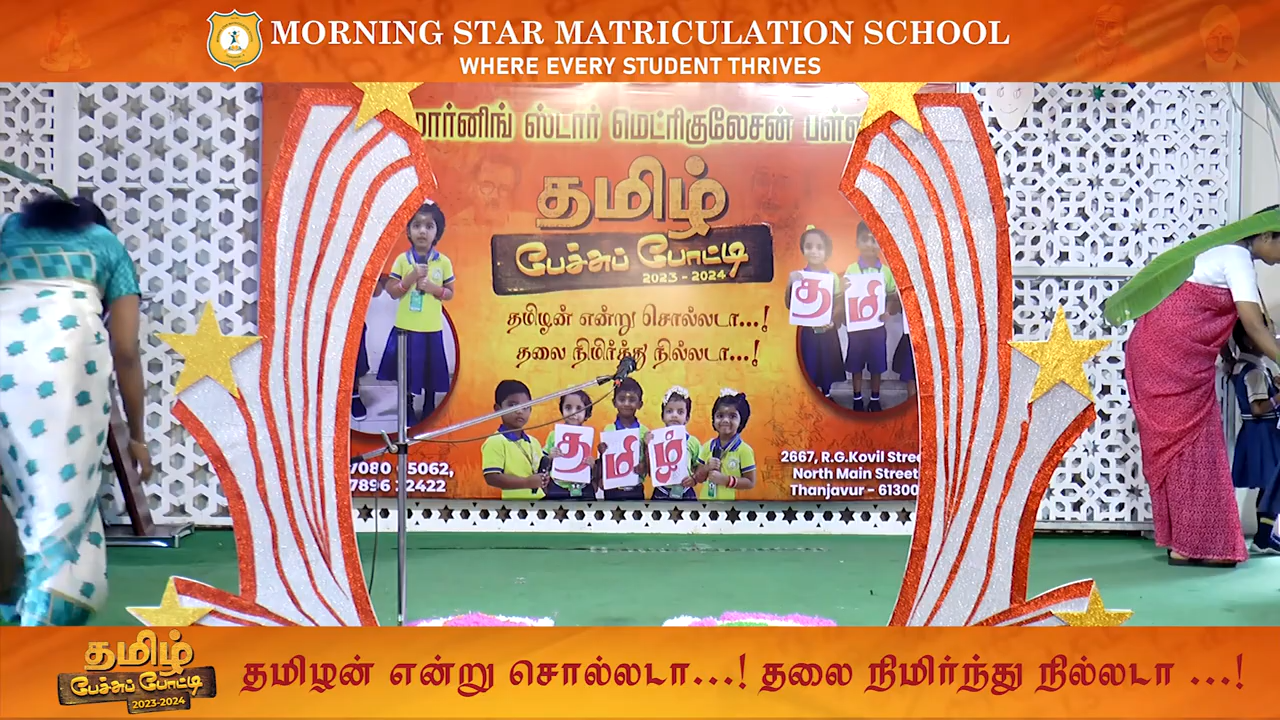 MORNING STAR MATRICULATION SCHOOL
WHERE EVERY STUDENT THRIVES
மார்னிங் ஸ்டார் மெட்ரிகுலேசன்
தமிழ்
பேச்சுப் போட்டி
2023 - 2024
தமிழன் என்று சொல்லடா...!
தலை நிமிர்ந்து நில்லடா...!
த மி
த மி ழ்
2667, R.G.Kovil
North Main Street
Thanjavur -
தமிழ்
பேச்சுப் போட்டி
2023-2024
தமிழன் என்று சொல்லடா...! தலை நிமிர்ந்து நில்லடா ...!